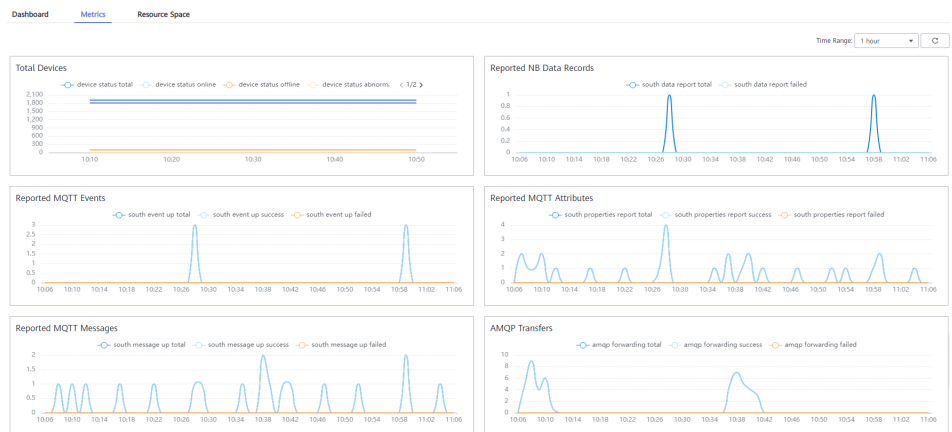 Dashboard Metrics Resource Space
Time Range: 1 hour
Total Devices
device status total device status online device status offline device status abnorm 1/2
2,100
1,800
1,500
1,200
900
600
300
0
10:10 10:20 10:30 10:40 10:50
Reported NB Data Records
south data report total south data report failed
1
0.8
0.6
0.4
0.2
0
10:06 10:10 10:14 10:18 10:22 10:26 10:30 10:34 10:38 10:42 10:46 10:50 10:54 10:58 11:02 11:06
Reported MQTT Events
south event up total south event up success south event up failed
3
2.5
2
1.5
1
0.5
0
10:06 10:10 10:14 10:18 10:22 10:26 10:30 10:34 10:38 10:42 10:46 10:50 10:54 10:58 11:02 11:06
Reported MQTT Attributes
south properties report total south properties report success south properties report failed
4
3
2
1
0
10:06 10:10 10:14 10:18 10:22 10:26 10:30 10:34 10:38 10:42 10:46 10:50 10:54 10:58 11:02 11:06
Reported MQTT Messages
south message up total south message up success south message up failed
2
1.5
1
0.5
0
10:06 10:10 10:14 10:18 10:22 10:26 10:30 10:34 10:38 10:42 10:46 10:50 10:54 10:58 11:02 11:06
AMQP Transfers
amqp forwarding total amqp forwarding success amqp forwarding failed
10
8
6
4
2
0
10:06 10:10 10:14 10:18 10:22 10:26 10:30 10:34 10:38 10:42 10:46 10:50 10:54 10:58 11:02 11:06